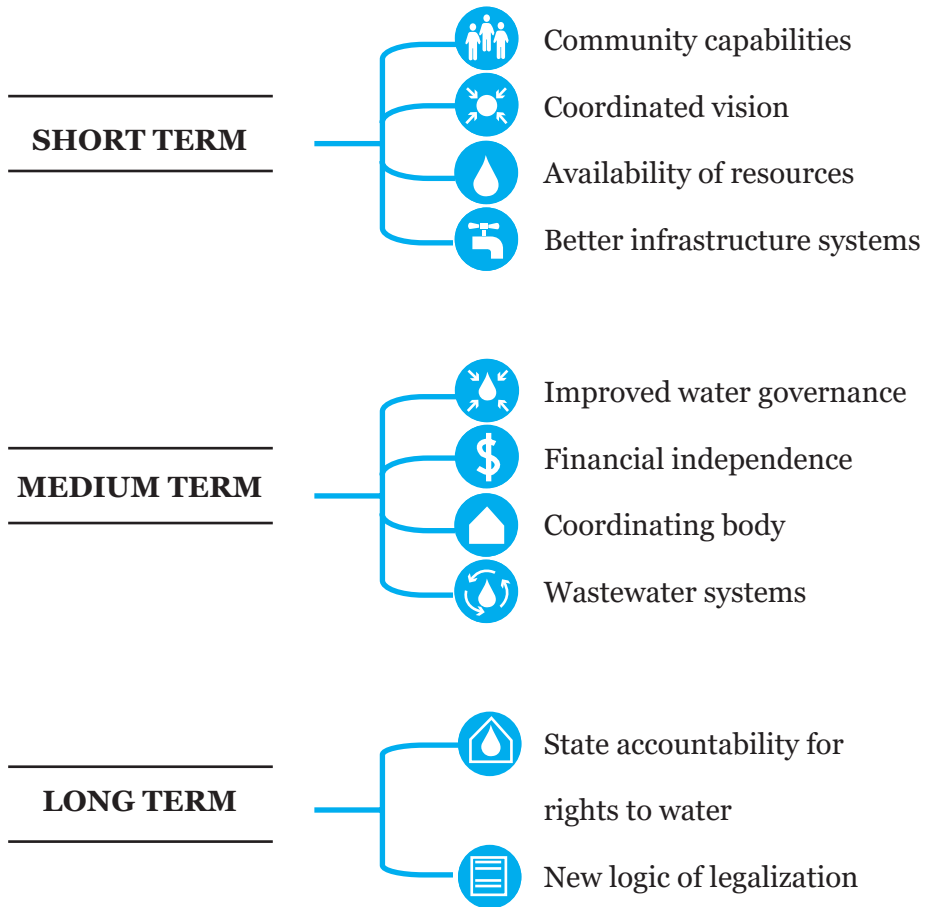 SHORT TERM
Community capabilities
Coordinated vision
Availability of resources
Better infrastructure systems
MEDIUM TERM
Improved water governance
$
Financial independence
Coordinating body
Wastewater systems
LONG TERM
State accountability for
rights to water
New logic of legalization